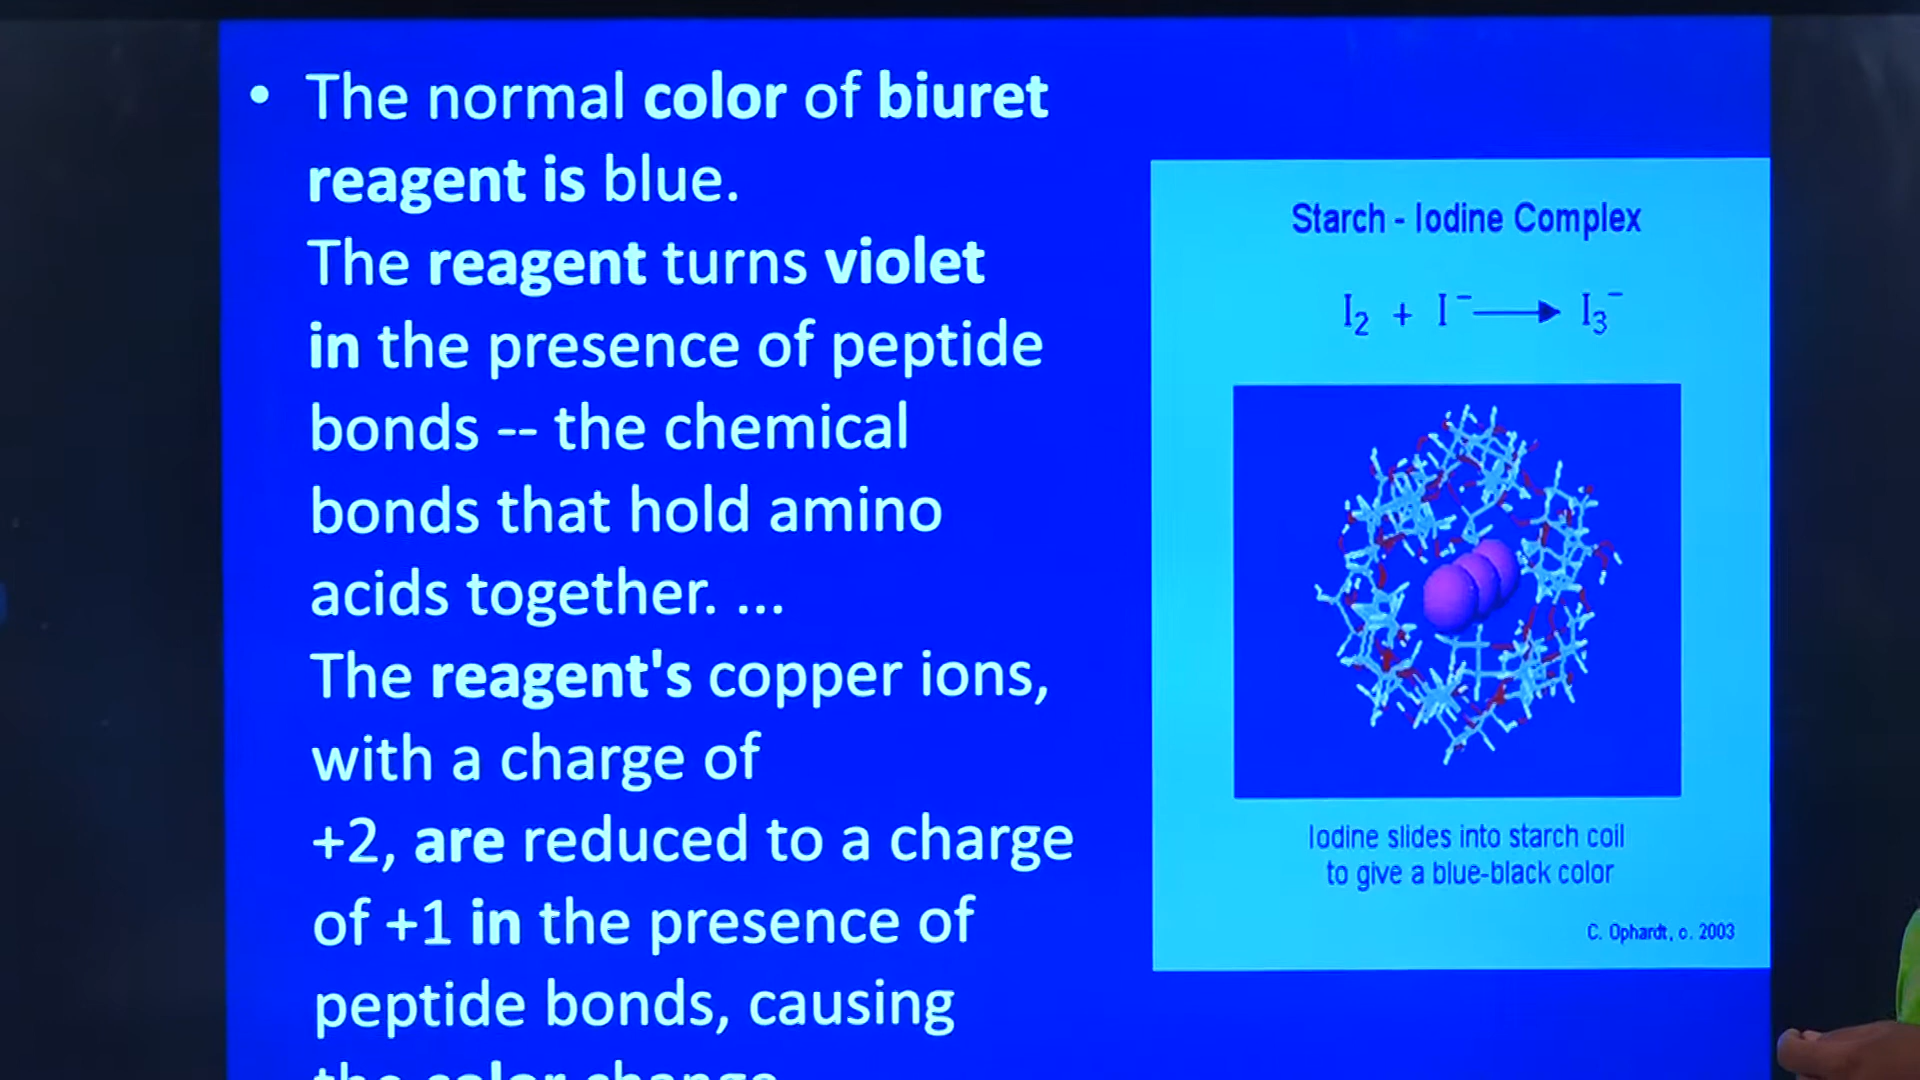 • The normal color of biuret
reagent is blue.
The reagent turns violet
in the presence of peptide
bonds -- the chemical
bonds that hold amino
acids together. ...
The reagent's copper ions,
with a charge of
+2, are reduced to a charge
of +1 in the presence of
peptide bonds, causing
the color change
Starch - Iodine Complex
I₂ + I⁻ → I₃⁻
Iodine slides into starch coil
to give a blue-black color
C. Ophardt, c. 2003